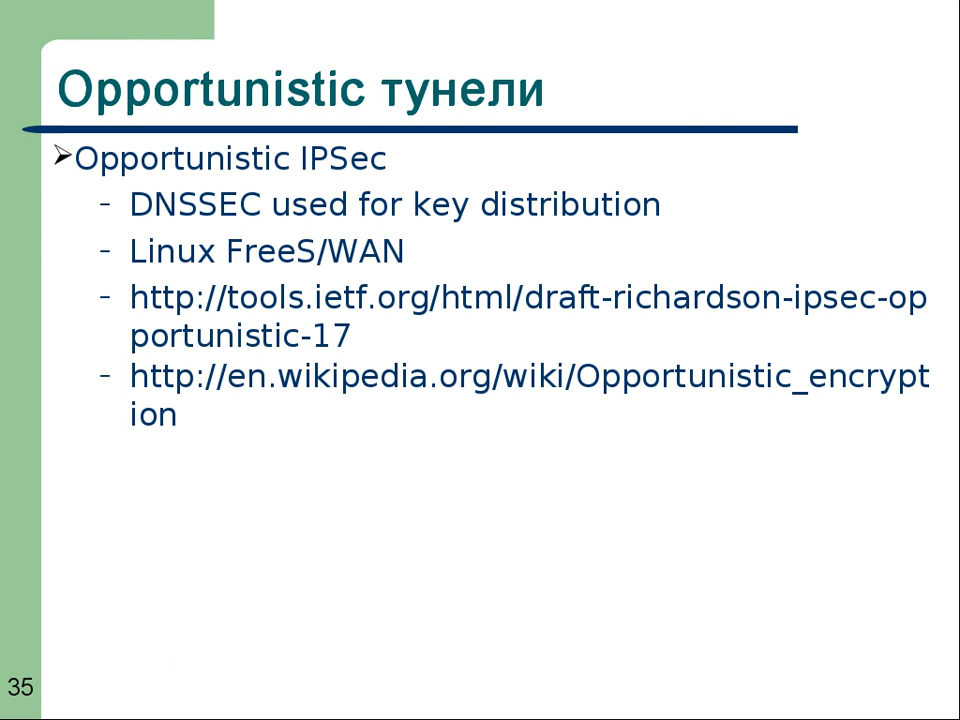 Opportunistic тунели
➢Opportunistic IPSec
– DNSSEC used for key distribution
– Linux FreeS/WAN
– http://tools.ietf.org/html/draft-richardson-ipsec-op
portunistic-17
– http://en.wikipedia.org/wiki/Opportunistic_encrypt
ion
35